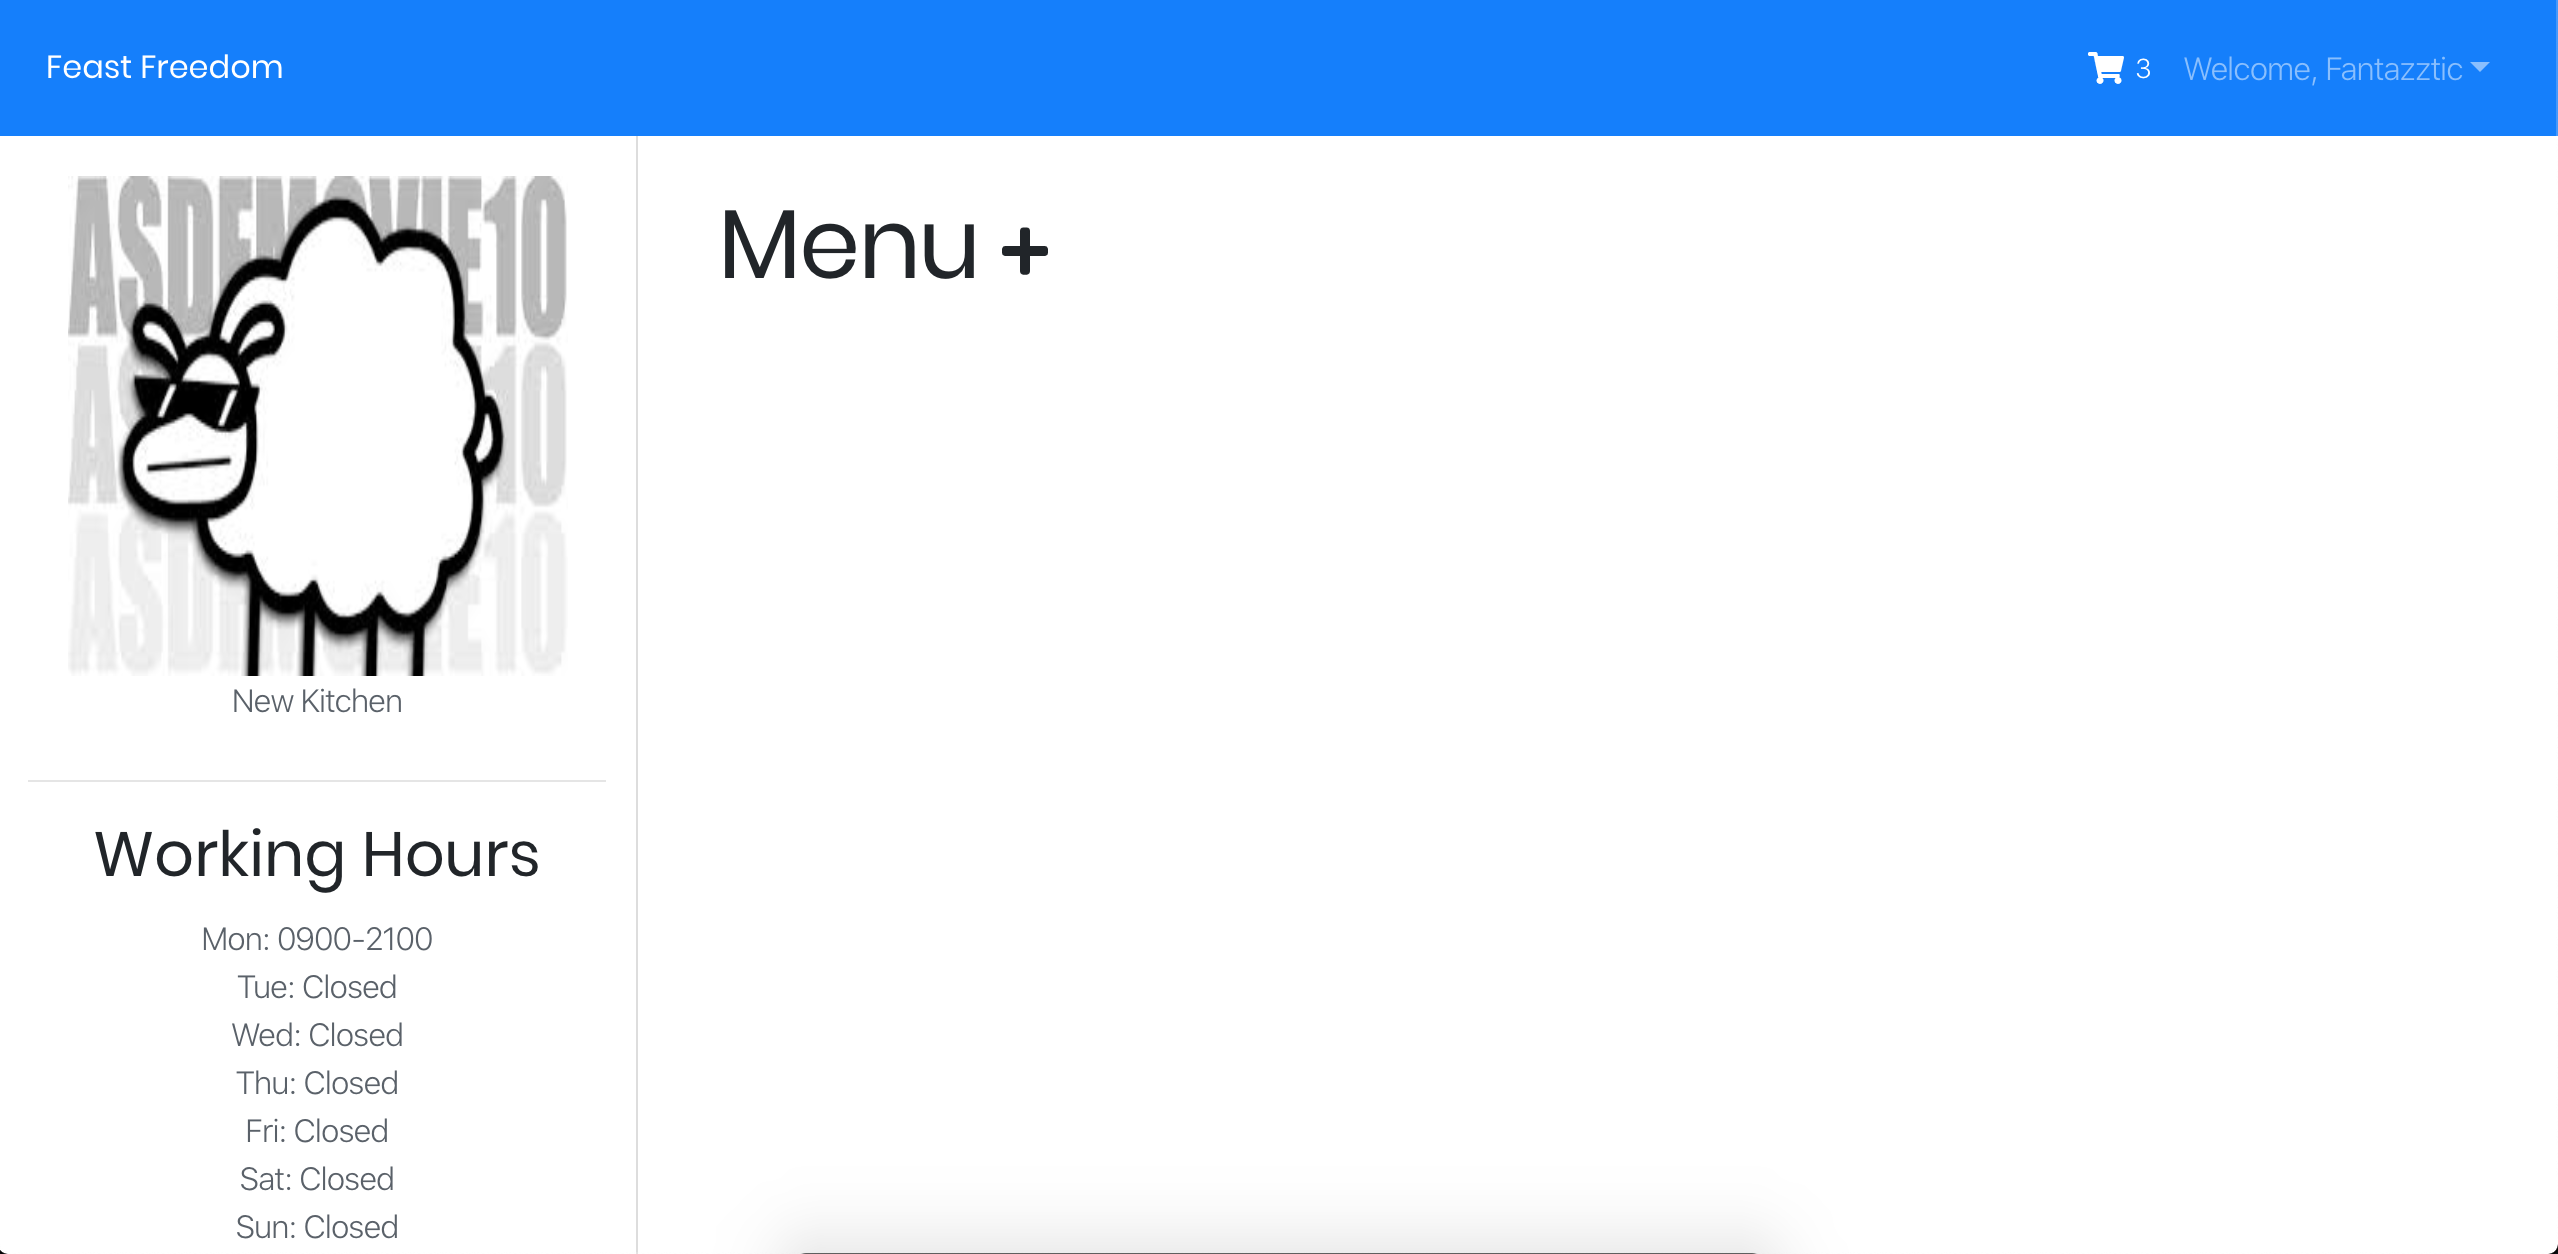 Feast Freedom
3 Welcome, Fantazztic
ASDFMOVIE10
New Kitchen
Working Hours
Mon: 0900-2100
Tue: Closed
Wed: Closed
Thu: Closed
Fri: Closed
Sat: Closed
Sun: Closed
Menu +